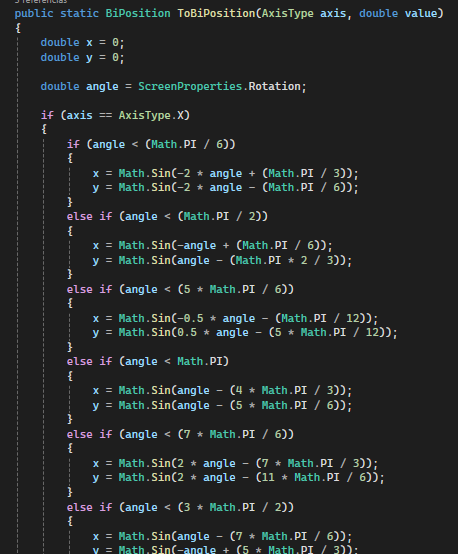 5 referencias
public static BiPosition ToBiPosition(AxisType axis, double value)
{
double x = 0;
double y = 0;
double angle = ScreenProperties.Rotation;
if (axis == AxisType.X)
{
if (angle < (Math.PI / 6))
{
x = Math.Sin(-2 * angle + (Math.PI / 3));
y = Math.Sin(-2 * angle - (Math.PI / 6));
}
else if (angle < (Math.PI / 2))
{
x = Math.Sin(-angle + (Math.PI / 6));
y = Math.Sin(angle - (Math.PI * 2 / 3));
}
else if (angle < (5 * Math.PI / 6))
{
x = Math.Sin(-0.5 * angle - (Math.PI / 12));
y = Math.Sin(0.5 * angle - (5 * Math.PI / 12));
}
else if (angle < Math.PI)
{
x = Math.Sin(angle - (4 * Math.PI / 3));
y = Math.Sin(angle - (5 * Math.PI / 6));
}
else if (angle < (7 * Math.PI / 6))
{
x = Math.Sin(2 * angle - (7 * Math.PI / 3));
y = Math.Sin(2 * angle - (11 * Math.PI / 6));
}
else if (angle < (3 * Math.PI / 2))
{
x = Math.Sin(angle - (7 * Math.PI / 6));
y = Math.Sin(-angle + (5 * Math.PI / 3));